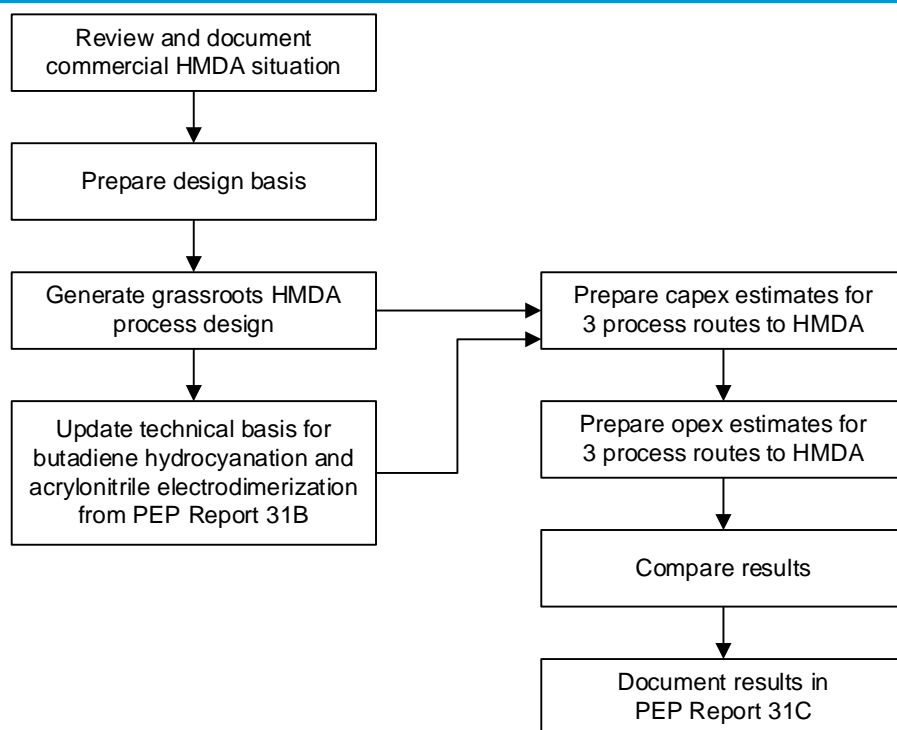 Review and document
commercial HMDA situation
Prepare design basis
Generate grassroots HMDA
process design
Update technical basis for
butadiene hydrocyanation and
acrylonitrile electrodimerization
from PEP Report 31B
Prepare capex estimates for
3 process routes to HMDA
Prepare opex estimates for
3 process routes to HMDA
Compare results
Document results in
PEP Report 31C